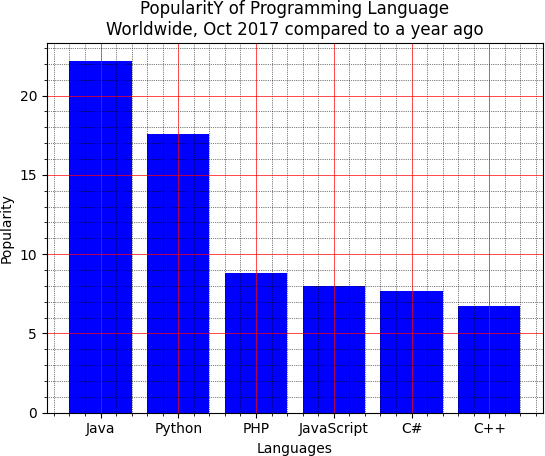 PopularitY of Programming Language
Worldwide, Oct 2017 compared to a year ago
Popularity
20
15
10
5
0
Java Python PHP JavaScript C# C++
Languages